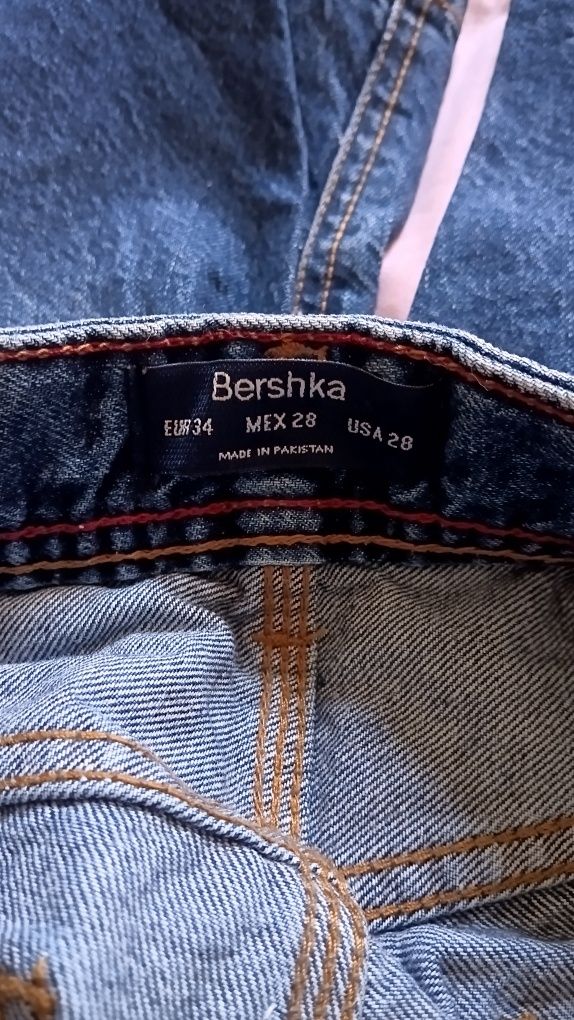 Bershka
EUR 34 MEX 28 USA 28
MADE IN PAKISTAN